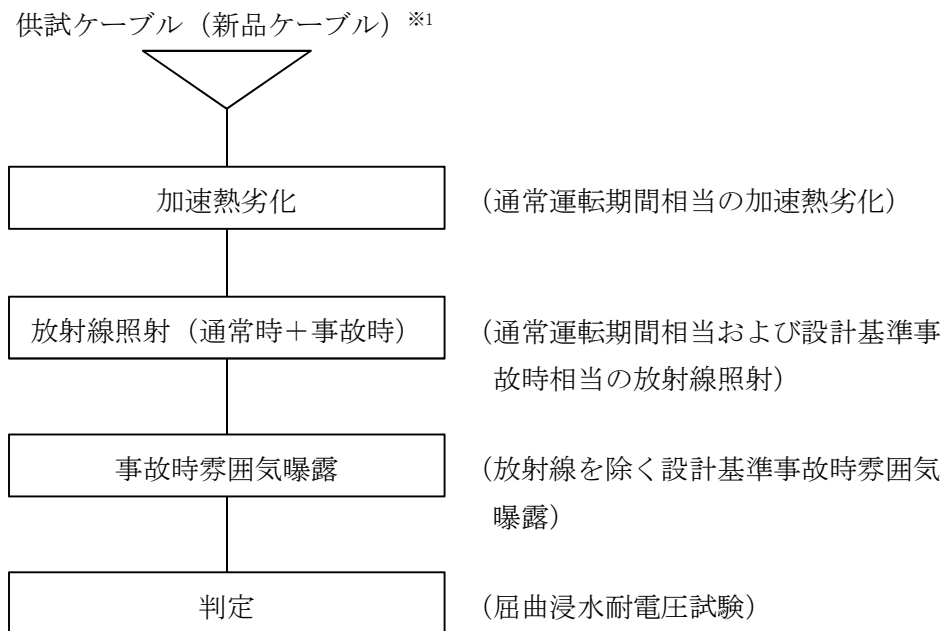 供試ケーブル（新品ケーブル）※1
加速熱劣化
（通常運転期間相当の加速熱劣化）
放射線照射（通常時＋事故時）
（通常運転期間相当および設計基準事
故時相当の放射線照射）
事故時雰囲気曝露
（放射線を除く設計基準事故時雰囲気
曝露）
判定
（屈曲浸水耐電圧試験）